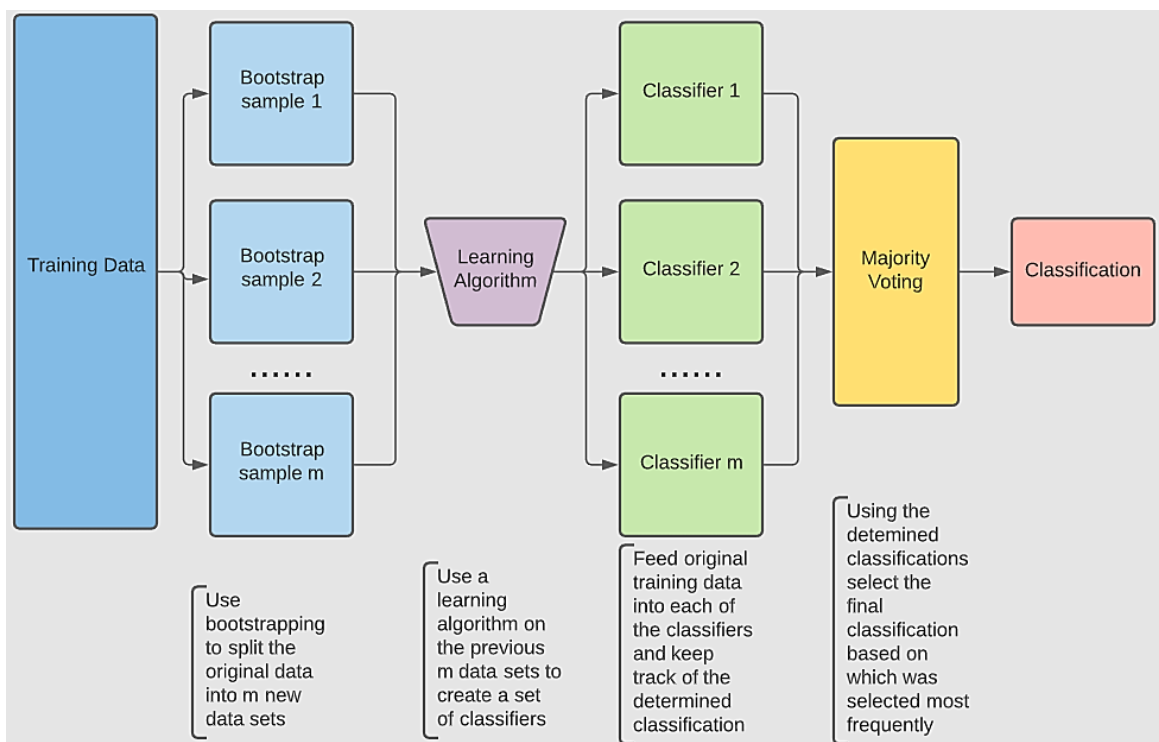 Training Data
Bootstrap
sample 1
Bootstrap
sample 2
......
Bootstrap
sample m
Learning
Algorithm
Classifier 1
Classifier 2
......
Classifier m
Majority
Voting
Classification
Use
bootstrapping
to split the
original data
into m new
data sets
Use a
learning
algorithm on
the previous
m data sets to
create a set
of classifiers
Feed original
training data
into each of
the classifiers
and keep
track of the
determined
classification
Using the
detemined
classifications
select the
final
classification
based on
which was
selected most
frequently